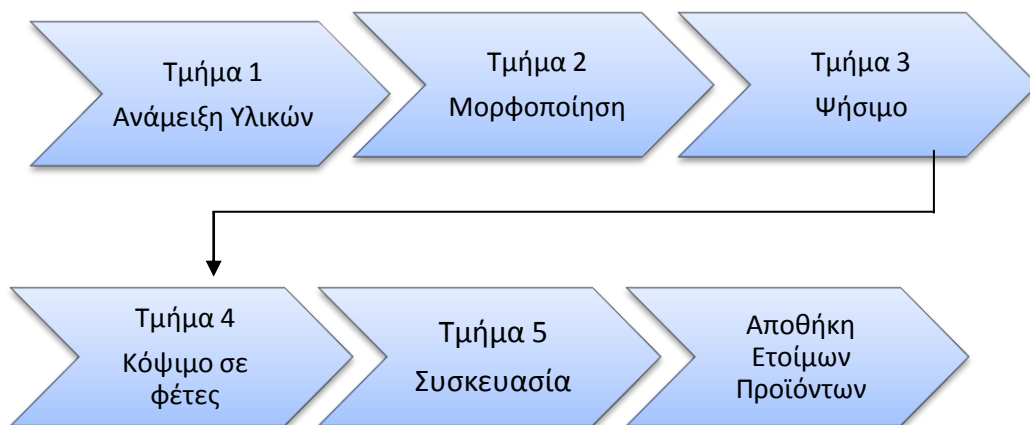 Τμήμα 1
Ανάμειξη Υλικών
Τμήμα 2
Μορφοποίηση
Τμήμα 3
Ψήσιμο
Τμήμα 4
Κόψιμο σε
φέτες
Τμήμα 5
Συσκευασία
Αποθήκη
Ετοίμων
Προϊόντων